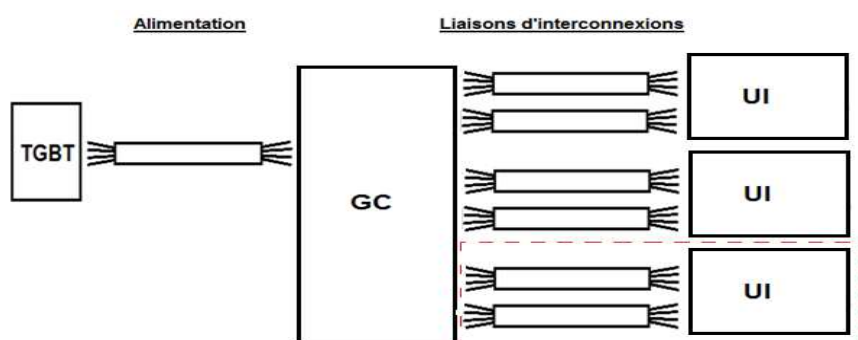 Alimentation
Liaisons d'interconnexions
UI
TGBT
GC
UI
UI